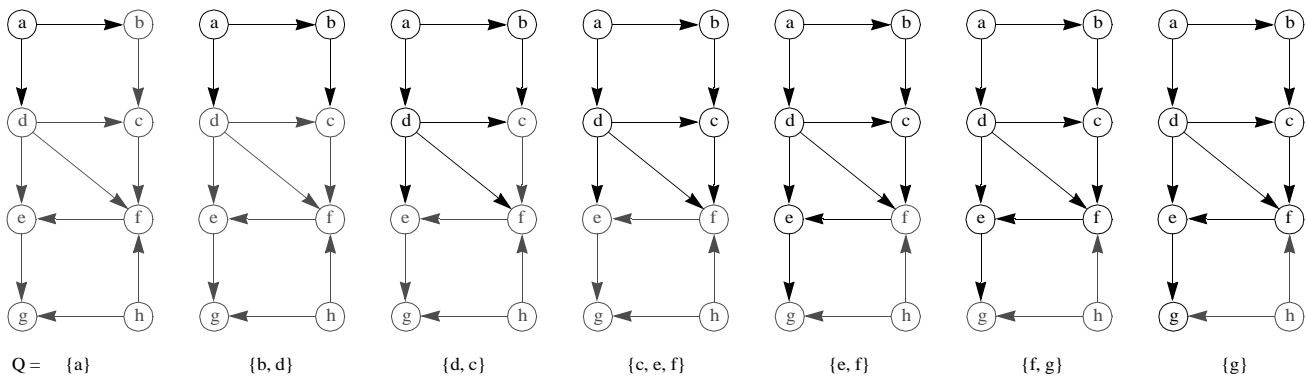 a b a b a b a b a b a b a b
d c d c d c d c d c d c d c
e f e f e f e f e f e f e f
g h g h g h g h g h g h g h
Q = {a} {b, d} {d, c} {c, e, f} {e, f} {f, g} {g}